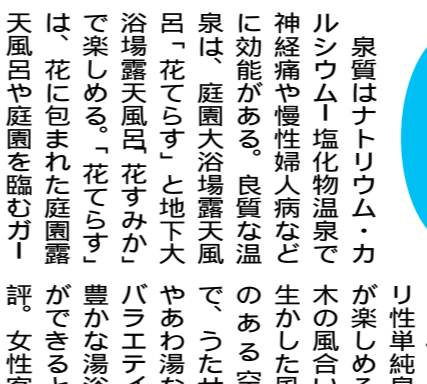 泉質はナトリウム・カ
ルシウムー塩化物温泉で
神経痛や慢性婦人病など
に効能がある。良質な温
泉は、庭園大浴場露天風
呂「花てらす」と地下大
浴場露天風呂「花すみか」
で楽しめる。「花てらす」
は、花に包まれた庭園露
天風呂や庭園を臨むガー
リ性単純泉
が楽しめる
木の風合い
生かした風
のある空
で、うたせ
やあわ湯な
バラエティ
豊かな湯浴
ができると
評。女性客